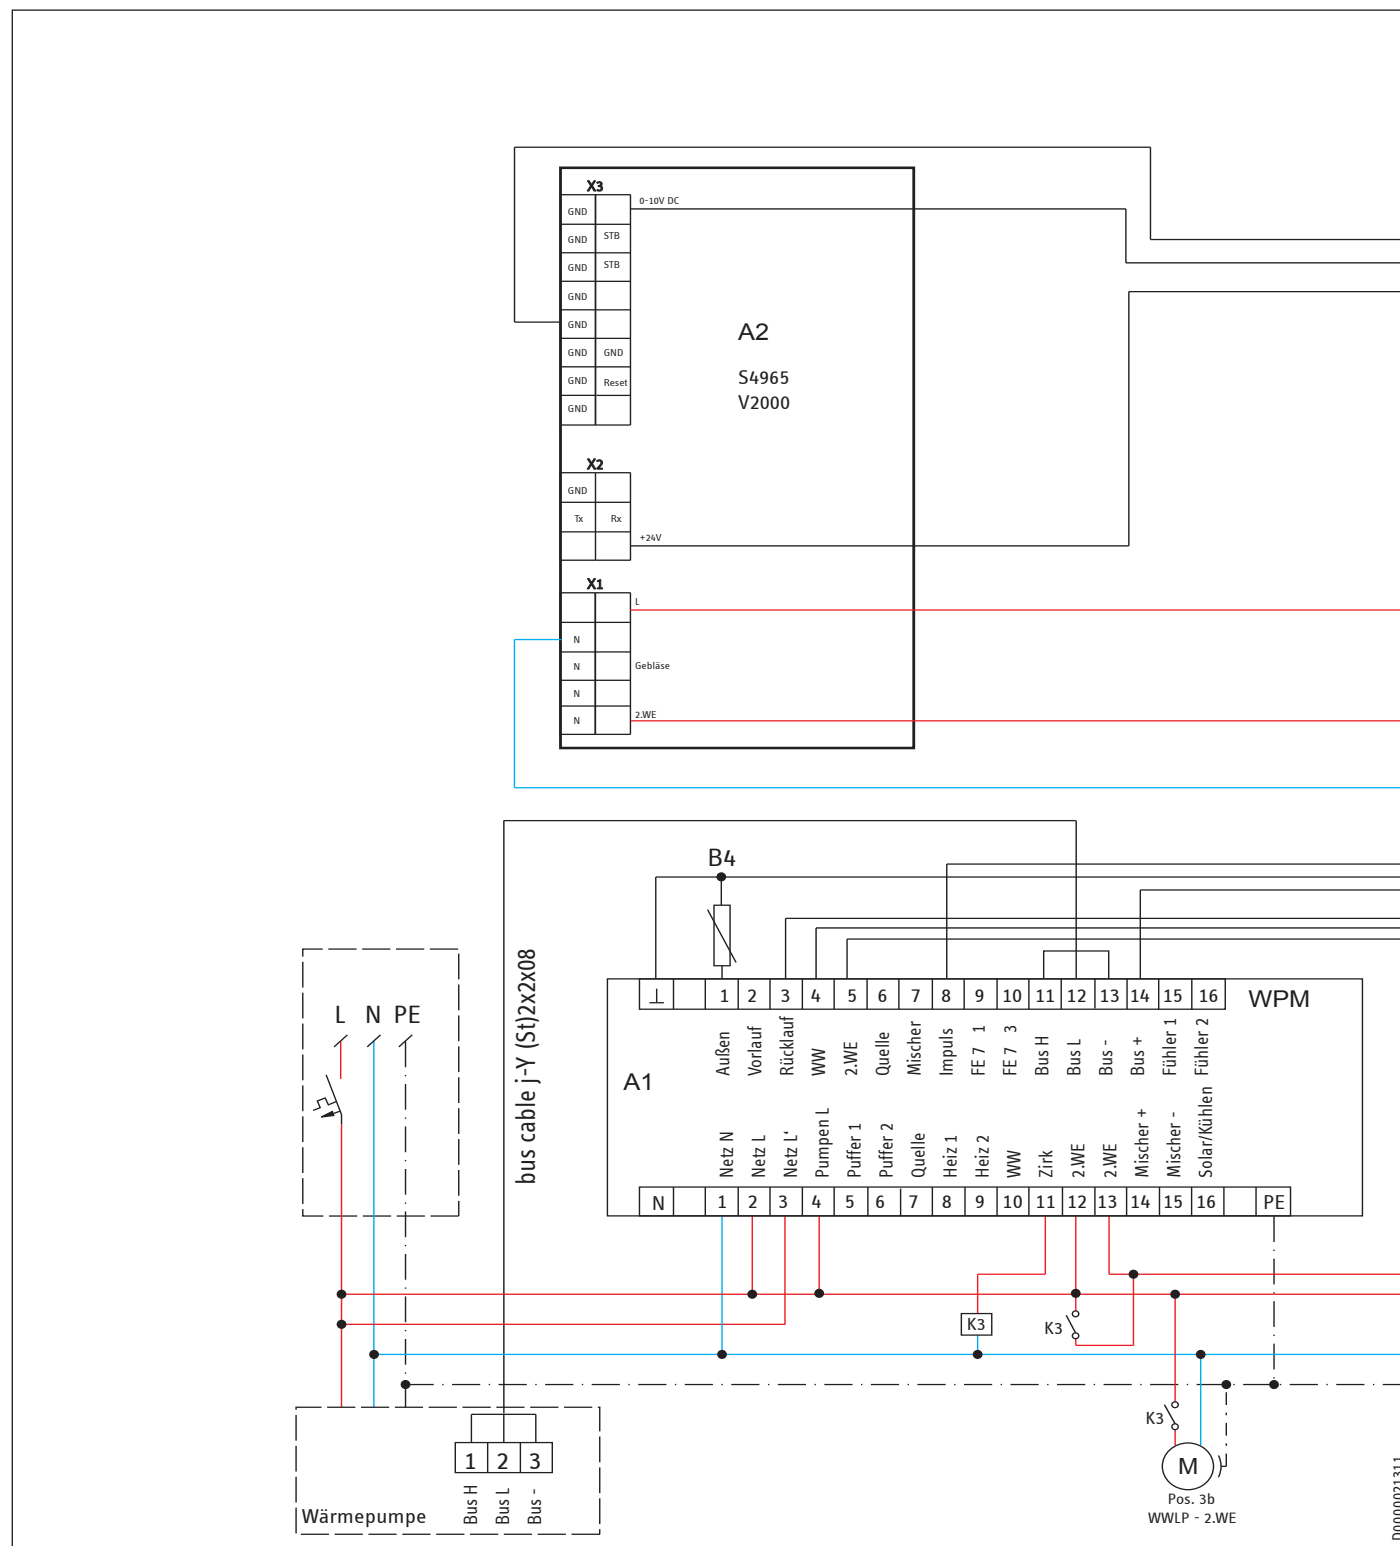 X3
0-10V DC
GND
GND STB
GND STB
GND
GND
GND GND
GND Reset
GND
A2
S4965
V2000
X2
GND
Tx Rx
+24V
X1
L
N
N Gebläse
N
N 2.WE
B4
bus cable j-Y (St)2x2x08
L N PE
⊥ 1 2 3 4 5 6 7 8 9 10 11 12 13 14 15 16 WPM
Außen
Vorlauf
Rücklauf
WW
2.WE
Quelle
Mischer
Impuls
FE 7 1
FE 7 3
Bus H
Bus L
Bus -
Bus +
Fühler 1
Fühler 2
A1
Netz N
Netz L
Netz L'
Pumpen L
Puffer 1
Puffer 2
Quelle
Heiz 1
Heiz 2
WW
Zirk
2.WE
2.WE
Mischer +
Mischer -
Solar/Kühlen
N 1 2 3 4 5 6 7 8 9 10 11 12 13 14 15 16 PE
K3
K3
K3
M
Pos. 3b
WWLP - 2.WE
1 2 3
Bus H
Bus L
Bus -
Wärmepumpe
D0000021311